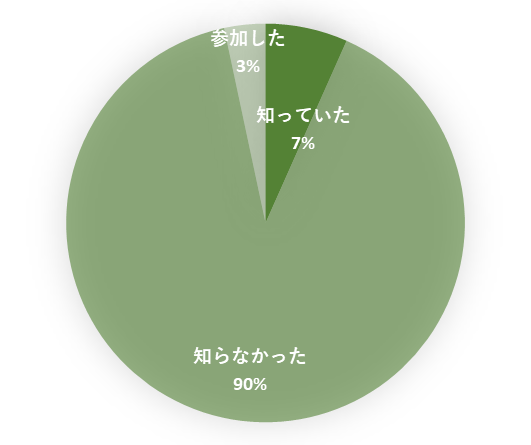 参加した
3%
知っていた
7%
知らなかった
90%